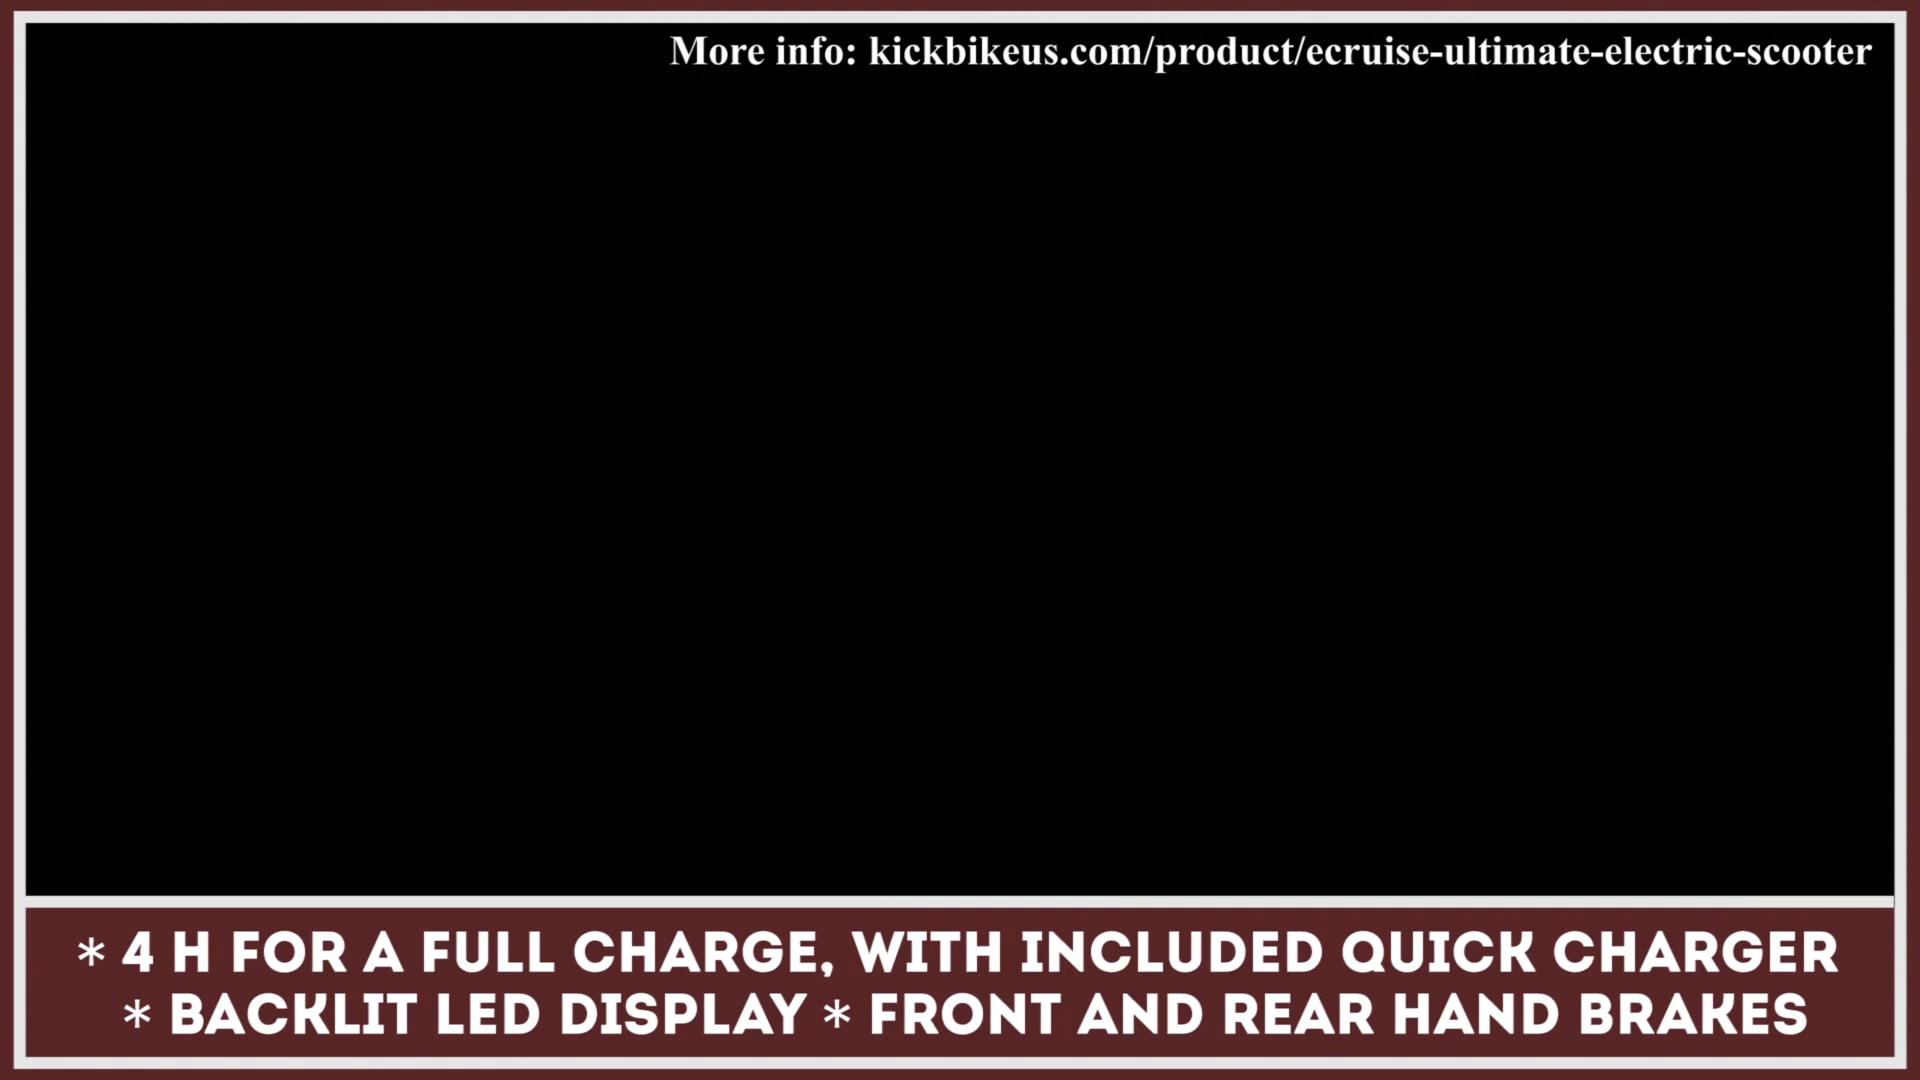 More info: kickbikeus.com/product/ecruise-ultimate-electric-scooter
* 4 H FOR A FULL CHARGE, WITH INCLUDED QUICK CHARGER
* BACKLIT LED DISPLAY * FRONT AND REAR HAND BRAKES